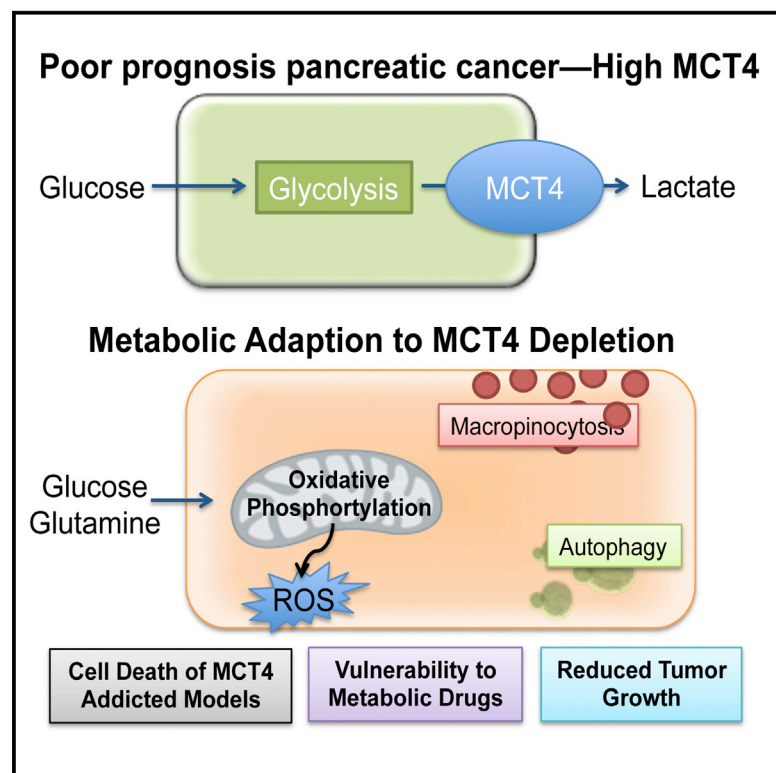 Poor prognosis pancreatic cancer—High MCT4
Glucose
Glycolysis
MCT4
Lactate
Metabolic Adaption to MCT4 Depletion
Macropinocytosis
Glucose
Glutamine
Oxidative
Phosphortylation
ROS
Autophagy
Cell Death of MCT4
Addicted Models
Vulnerability to
Metabolic Drugs
Reduced Tumor
Growth